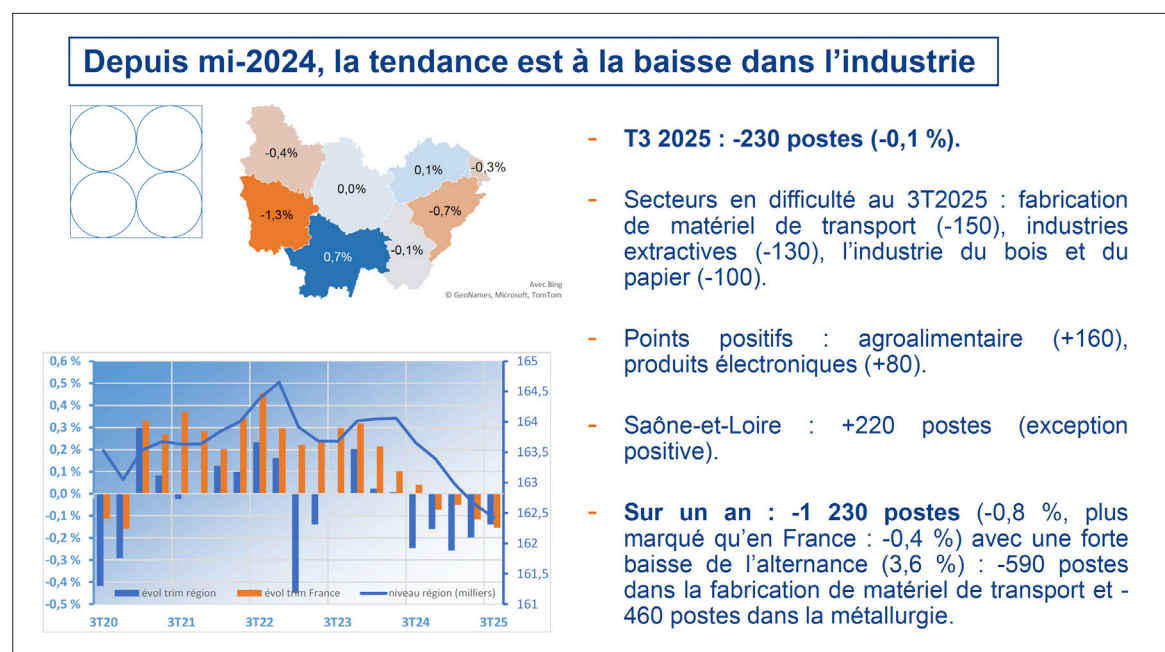 Depuis mi-2024, la tendance est à la baisse dans l’industrie
-0,4%
0,0%
0,1%
-0,3%
-1,3%
-0,7%
0,7%
-0,1%
Avec Bing
© GeoNames, Microsoft, TomTom
0,6 %
0,5 %
0,4 %
0,3 %
0,2 %
0,1 %
0,0 %
-0,1 %
-0,2 %
-0,3 %
-0,4 %
-0,5 %
165
164,5
164
163,5
163
162,5
162
161,5
161
évol trim région
évol trim France
niveau région (milliers)
3T20
3T21
3T22
3T23
3T24
3T25
- T3 2025 : -230 postes (-0,1 %).
- Secteurs en difficulté au 3T2025 : fabrication
de matériel de transport (-150), industries
extractives (-130), l’industrie du bois et du
papier (-100).
- Points positifs : agroalimentaire (+160),
produits électroniques (+80).
- Saône-et-Loire : +220 postes (exception
positive).
- Sur un an : -1 230 postes (-0,8 %, plus
marqué qu’en France : -0,4 %) avec une forte
baisse de l’alternance (3,6 %) : -590 postes
dans la fabrication de matériel de transport et -
460 postes dans la métallurgie.